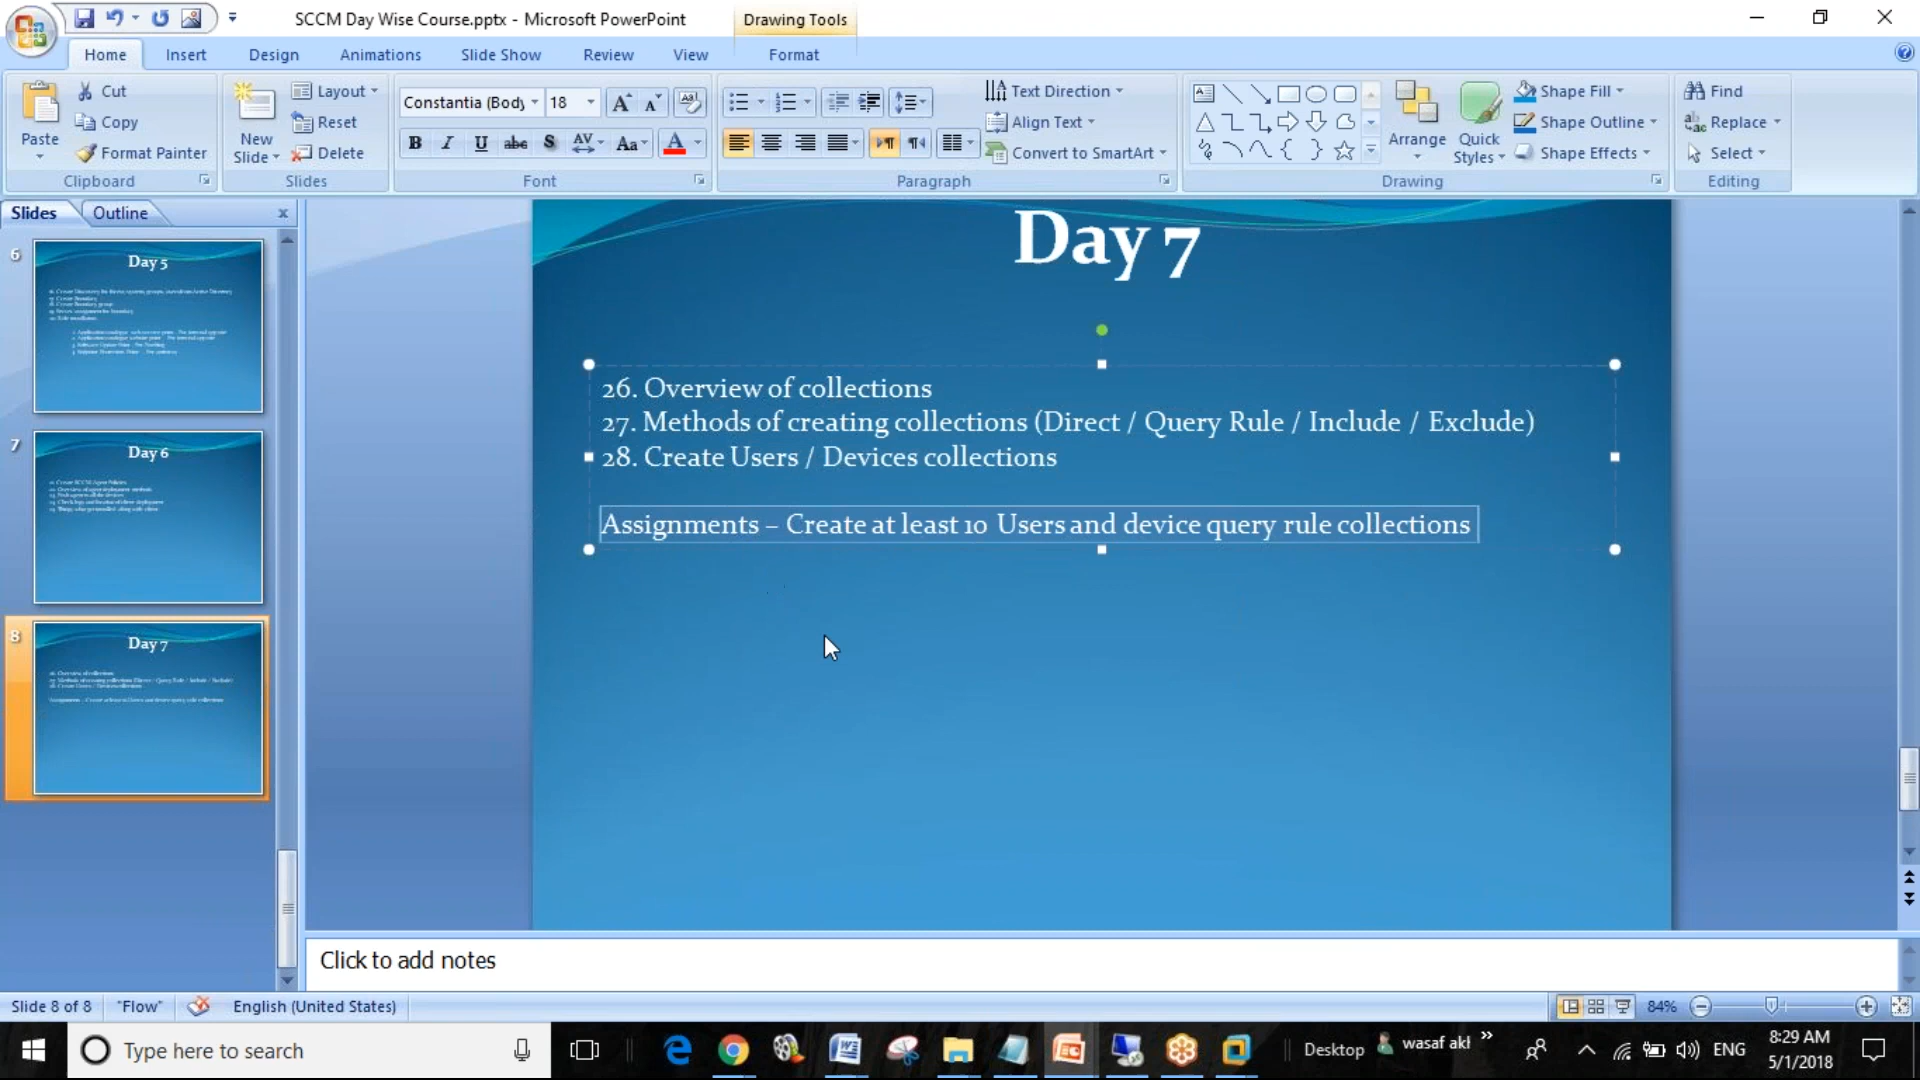 SCCM Day Wise Course.pptx - Microsoft PowerPoint
Drawing Tools
Home Insert Design Animations Slide Show Review View Format
Paste
Cut
Copy
Format Painter
Clipboard
New Slide
Layout
Reset
Delete
Slides
Constantia (Body 18
B I U abc S AV Aa A
Font
Paragraph
Text Direction
Align Text
Convert to SmartArt
Arrange
Quick Styles
Shape Fill
Shape Outline
Shape Effects
Drawing
Find
Replace
Select
Editing
Slides Outline
6
Day 5
7
Day 6
8
Day 7
Day 7
26. Overview of collections
27. Methods of creating collections (Direct / Query Rule / Include / Exclude)
28. Create Users / Devices collections
Assignments – Create at least 10 Users and device query rule collections
Click to add notes
Slide 8 of 8 "Flow" English (United States) 84%
Type here to search
Desktop wasaf akl » ENG
8:29 AM
5/1/2018